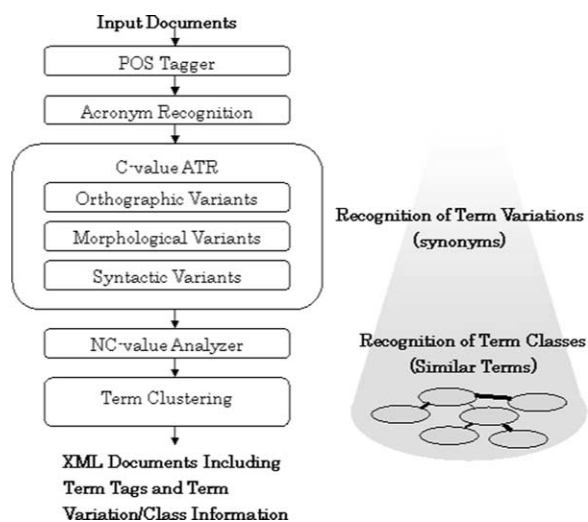 Input Documents
POS Tagger
Acronym Recognition
C-value ATR
Orthographic Variants
Morphological Variants
Syntactic Variants
NC-value Analyzer
Term Clustering
XML Documents Including
Term Tags and Term
Variation/Class Information
Recognition of Term Variations
(synonyms)
Recognition of Term Classes
(Similar Terms)